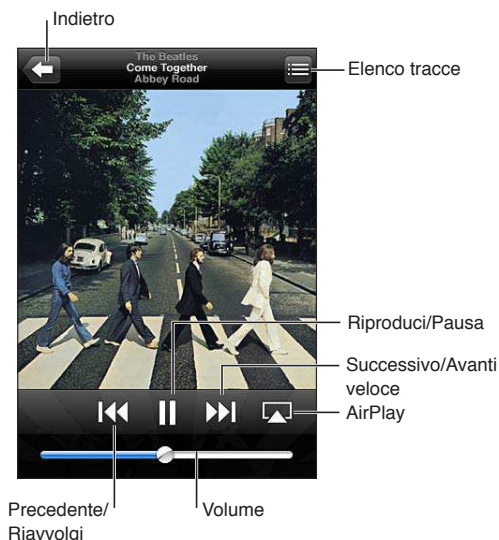 Indietro
The Beatles
Come Together
Abbey Road
Elenco tracce
Riproduci/Pausa
Successivo/Avanti
veloce
AirPlay
Precedente/
Riavvolgi
Volume